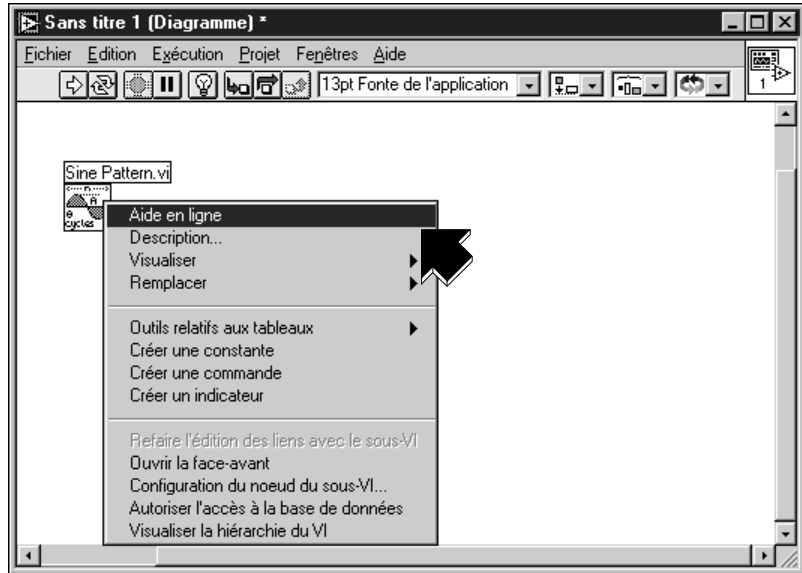 Sans titre 1 (Diagramme) *
Fichier Edition Exécution Projet Fenêtres Aide
13pt Fonte de l'application
1
Sine Pattern.vi
n
A
θ
cycles
Aide en ligne
Description...
Visualiser
Remplacer
Outils relatifs aux tableaux
Créer une constante
Créer une commande
Créer un indicateur
Refaire l'édition des liens avec le sous-VI
Ouvrir la face-avant
Configuration du noeud du sous-VI...
Autoriser l'accès à la base de données
Visualiser la hiérarchie du VI